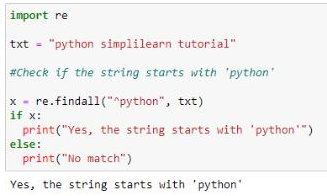 import re
txt = "python simplilearn tutorial"
#Check if the string starts with 'python'
x = re.findall("^python", txt)
if x:
  print("Yes, the string starts with 'python'")
else:
  print("No match")
Yes, the string starts with 'python'